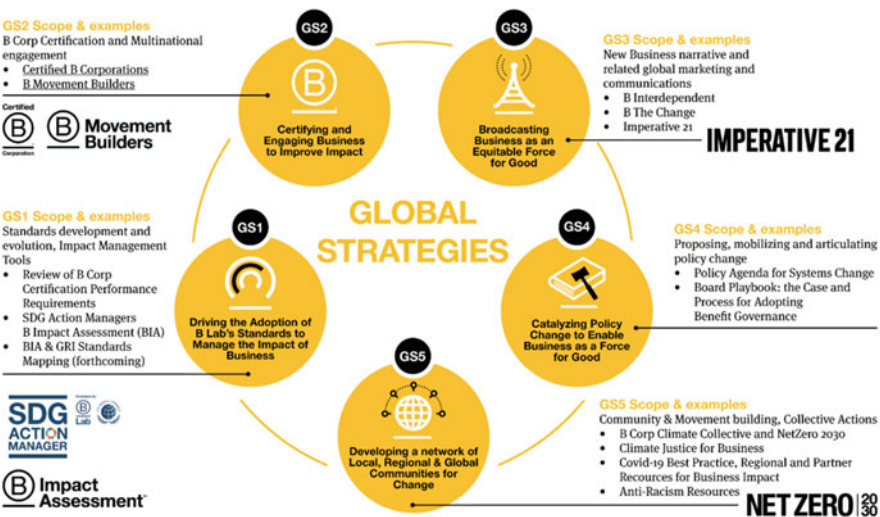 GS2 Scope & examples
B Corp Certification and Multinational
engagement
• Certified B Corporations
• B Movement Builders
Certified
B
Corporation
B Movement
Builders
GS2
B
Certifying and
Engaging Business
to Improve Impact
GS3
Broadcasting
Business as an
Equitable Force
for Good
GS3 Scope & examples
New Business narrative and
related global marketing and
communications
• B Interdependent
• B The Change
• Imperative 21
IMPERATIVE 21
GLOBAL
STRATEGIES
GS1 Scope & examples
Standards development and
evolution, Impact Management
Tools
• Review of B Corp
Certification Performance
Requirements
• SDG Action Managers
B Impact Assessment (BIA)
• BIA & GRI Standards
Mapping (forthcoming)
SDG
ACTION
MANAGER
B
Lab
B Impact
Assessment
GS1
Driving the Adoption of
B Lab's Standards to
Manage the Impact of
Business
GS4
Catalyzing Policy
Change to Enable
Business as a Force
for Good
GS4 Scope & examples
Proposing, mobilizing and articulating
policy change
• Policy Agenda for Systems Change
• Board Playbook: the Case and
Process for Adopting
Benefit Governance
GS5
Developing a network of
Local, Regional & Global
Communities for
Change
GS5 Scope & examples
Community & Movement building, Collective Actions
• B Corp Climate Collective and NetZero 2030
• Climate Justice for Business
• Covid-19 Best Practice, Regional and Partner
Recources for Business Impact
• Anti-Racism Resources
NET ZERO 20
30